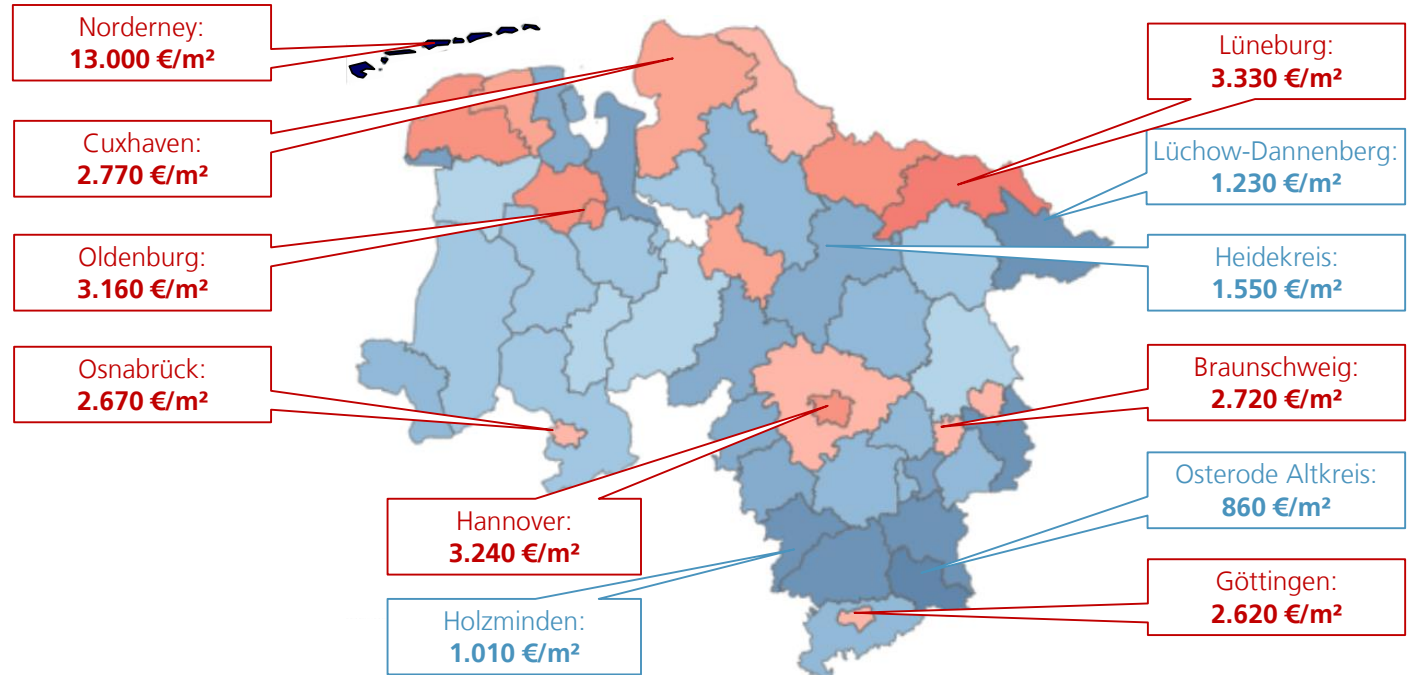 Norderney:
13.000 €/m²
Cuxhaven:
2.770 €/m²
Oldenburg:
3.160 €/m²
Osnabrück:
2.670 €/m²
Hannover:
3.240 €/m²
Holzminden:
1.010 €/m²
Lüneburg:
3.330 €/m²
Lüchow-Dannenberg:
1.230 €/m²
Heidekreis:
1.550 €/m²
Braunschweig:
2.720 €/m²
Osterode Altkreis:
860 €/m²
Göttingen:
2.620 €/m²